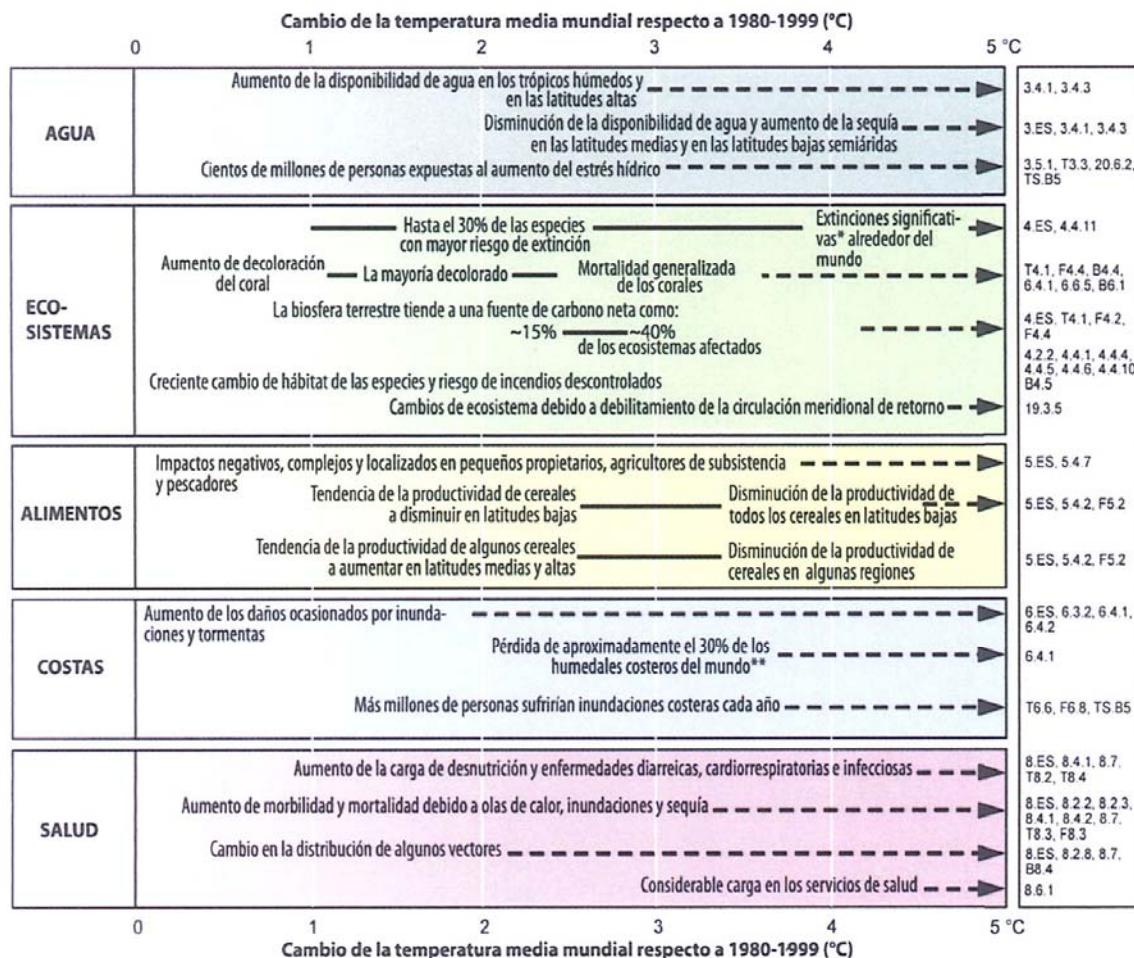 Cambio de la temperatura media mundial respecto a 1980-1999 (°C)
0 1 2 3 4 5 °C
AGUA
Aumento de la disponibilidad de agua en los trópicos húmedos y
en las latitudes altas
3.4.1, 3.4.3
Disminución de la disponibilidad de agua y aumento de la sequía
en las latitudes medias y en las latitudes bajas semiáridas
3.ES, 3.4.1, 3.4.3
Cientos de millones de personas expuestas al aumento del estrés hídrico
3.5.1, T3.3, 20.6.2,
TS.B5
ECO-
SISTEMAS
Hasta el 30% de las especies
con mayor riesgo de extinción
Extinciones significati-
vas* alrededor del
mundo
4.ES, 4.4.11
Aumento de decoloración
del coral
La mayoría decolorado
Mortalidad generalizada
de los corales
T4.1, F4.4, B4.4,
6.4.1, 6.6.5, B6.1
La biosfera terrestre tiende a una fuente de carbono neta como:
~15% ~40%
de los ecosistemas afectados
4.ES, T4.1, F4.2,
F4.4
4.2.2, 4.4.1, 4.4.4,
4.4.5, 4.4.6, 4.4.10,
B4.5
Creciente cambio de hábitat de las especies y riesgo de incendios descontrolados
Cambios de ecosistema debido a debilitamiento de la circulación meridional de retorno
19.3.5
ALIMENTOS
Impactos negativos, complejos y localizados en pequeños propietarios, agricultores de subsistencia
y pescadores
5.ES, 5.4.7
Tendencia de la productividad de cereales
a disminuir en latitudes bajas
Disminución de la productividad de
todos los cereales en latitudes bajas
5.ES, 5.4.2, F5.2
Tendencia de la productividad de algunos cereales
a aumentar en latitudes medias y altas
Disminución de la productividad de
cereales en algunas regiones
5.ES, 5.4.2, F5.2
COSTAS
Aumento de los daños ocasionados por inunda-
ciones y tormentas
6.ES, 6.3.2, 6.4.1,
6.4.2
Pérdida de aproximadamente el 30% de los
humedales costeros del mundo**
6.4.1
Más millones de personas sufrirían inundaciones costeras cada año
T6.6, F6.8, TS.B5
SALUD
Aumento de la carga de desnutrición y enfermedades diarreicas, cardiorrespiratorias e infecciosas
8.ES, 8.4.1, 8.7,
T8.2, T8.4
Aumento de morbilidad y mortalidad debido a olas de calor, inundaciones y sequía
8.ES, 8.2.2, 8.2.3,
8.4.1, 8.4.2, 8.7,
T8.3, F8.3
Cambio en la distribución de algunos vectores
8.ES, 8.2.8, 8.7,
B8.4
Considerable carga en los servicios de salud
8.6.1
0 1 2 3 4 5 °C
Cambio de la temperatura media mundial respecto a 1980-1999 (°C)